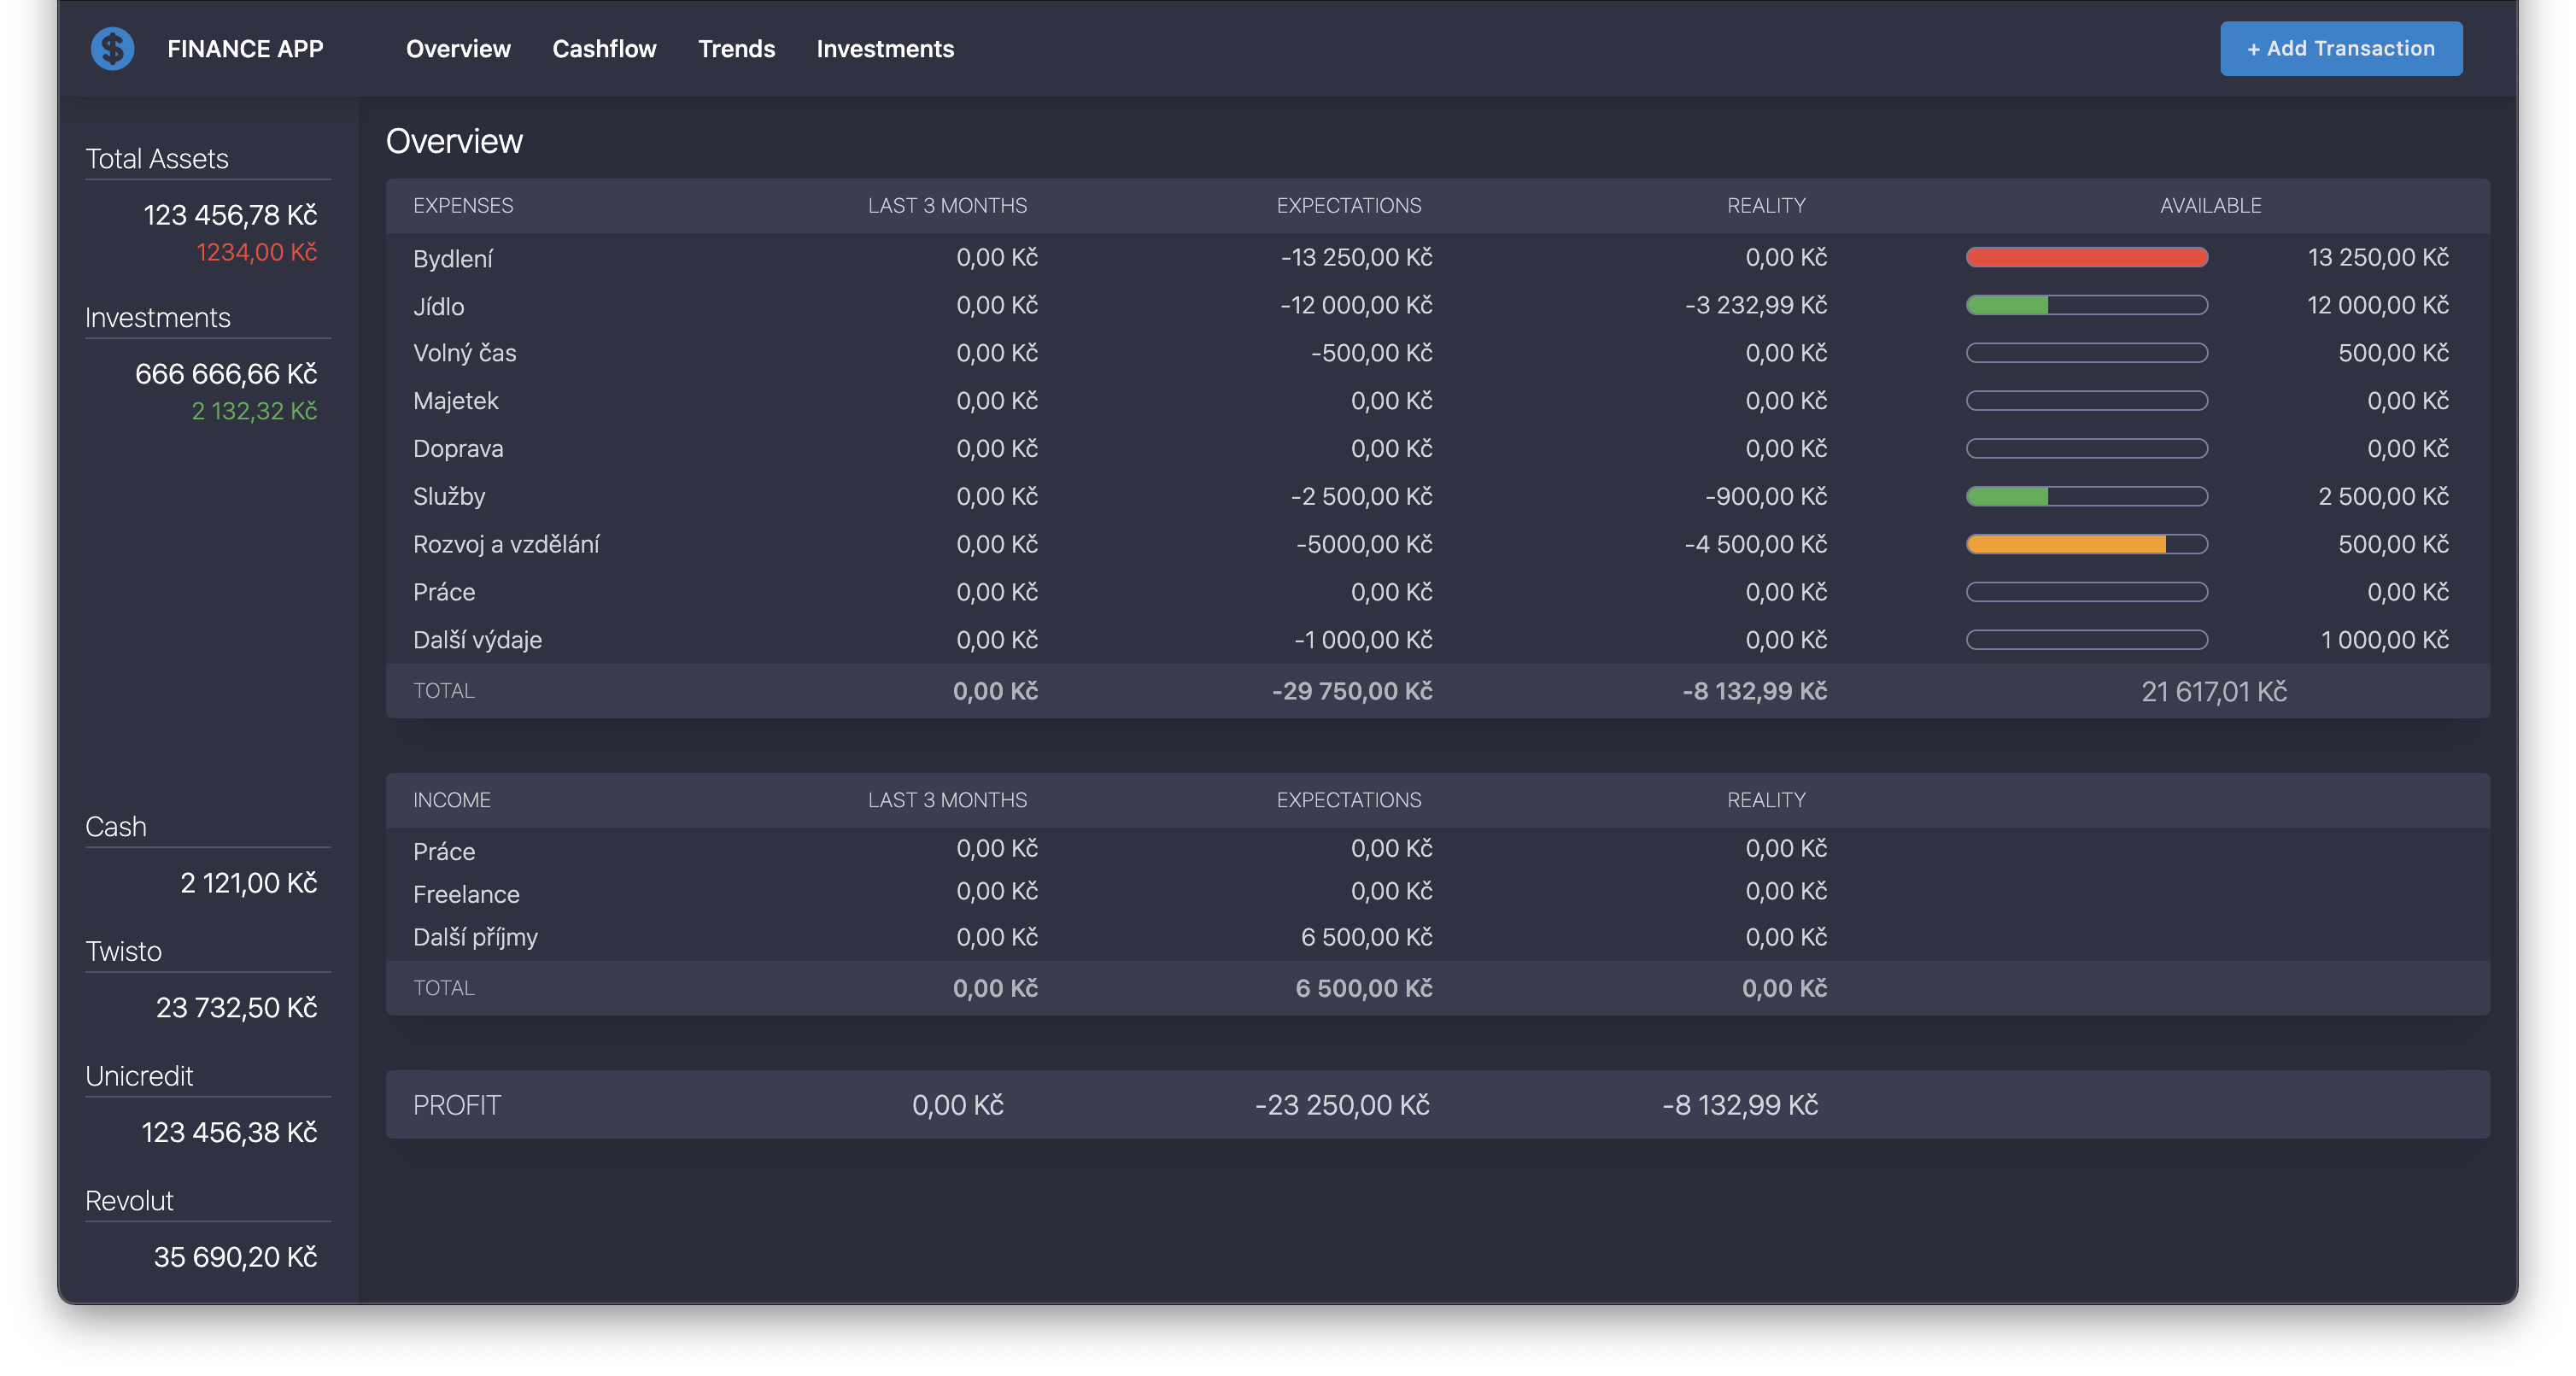 FINANCE APP Overview Cashflow Trends Investments + Add Transaction
Total Assets
123 456,78 Kč
1234,00 Kč
Investments
666 666,66 Kč
2 132,32 Kč
Cash
2 121,00 Kč
Twisto
23 732,50 Kč
Unicredit
123 456,38 Kč
Revolut
35 690,20 Kč
Overview
EXPENSES LAST 3 MONTHS EXPECTATIONS REALITY AVAILABLE
Bydlení 0,00 Kč -13 250,00 Kč 0,00 Kč 13 250,00 Kč
Jídlo 0,00 Kč -12 000,00 Kč -3 232,99 Kč 12 000,00 Kč
Volný čas 0,00 Kč -500,00 Kč 0,00 Kč 500,00 Kč
Majetek 0,00 Kč 0,00 Kč 0,00 Kč 0,00 Kč
Doprava 0,00 Kč 0,00 Kč 0,00 Kč 0,00 Kč
Služby 0,00 Kč -2 500,00 Kč -900,00 Kč 2 500,00 Kč
Rozvoj a vzdělání 0,00 Kč -5000,00 Kč -4 500,00 Kč 500,00 Kč
Práce 0,00 Kč 0,00 Kč 0,00 Kč 0,00 Kč
Další výdaje 0,00 Kč -1 000,00 Kč 0,00 Kč 1 000,00 Kč
TOTAL 0,00 Kč -29 750,00 Kč -8 132,99 Kč 21 617,01 Kč
INCOME LAST 3 MONTHS EXPECTATIONS REALITY
Práce 0,00 Kč 0,00 Kč 0,00 Kč
Freelance 0,00 Kč 0,00 Kč 0,00 Kč
Další příjmy 0,00 Kč 6 500,00 Kč 0,00 Kč
TOTAL 0,00 Kč 6 500,00 Kč 0,00 Kč
PROFIT 0,00 Kč -23 250,00 Kč -8 132,99 Kč